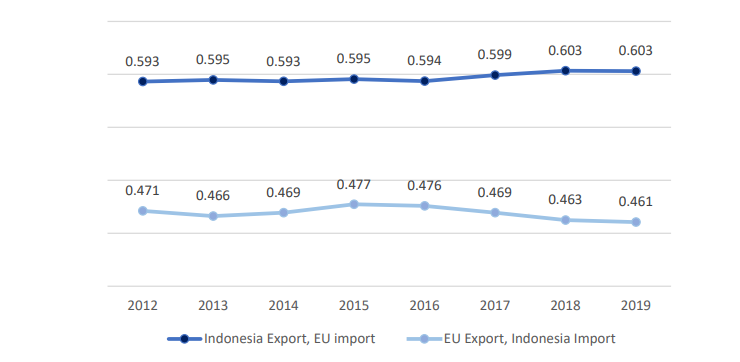 0.593 0.595 0.593 0.595 0.594 0.599 0.603 0.603
0.471 0.466 0.469 0.477 0.476 0.469 0.463 0.461
2012 2013 2014 2015 2016 2017 2018 2019
Indonesia Export, EU import EU Export, Indonesia Import